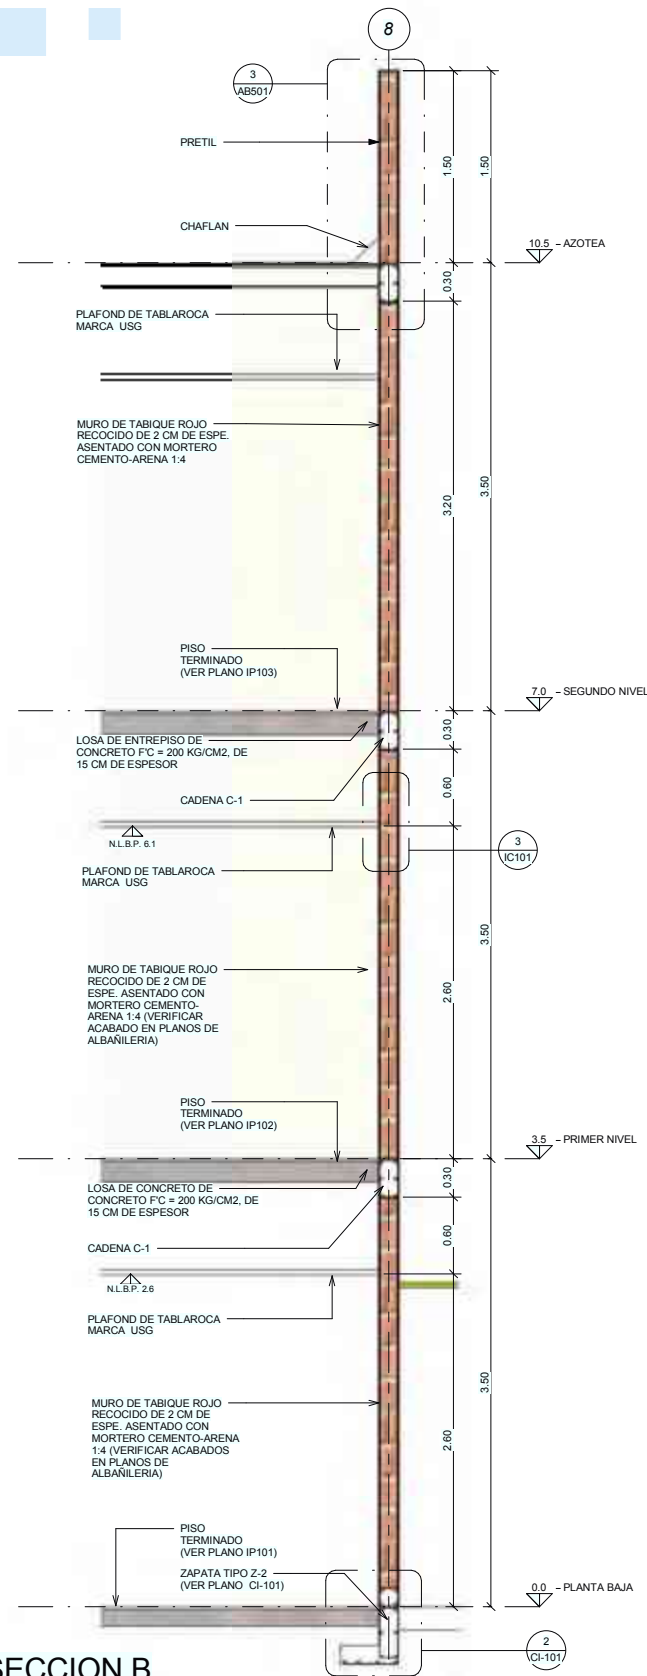 8
3
AB501
PRETIL
1.50
1.50
CHAFLAN
10.5 - AZOTEA
0.30
PLAFOND DE TABLAROCA
MARCA USG
MURO DE TABIQUE ROJO
RECOCIDO DE 2 CM DE ESPE.
ASENTADO CON MORTERO
CEMENTO-ARENA 1:4
3.20
3.50
PISO
TERMINADO
(VER PLANO IP103)
7.0 - SEGUNDO NIVEL
0.30
LOSA DE ENTREPISO DE
CONCRETO F'C = 200 KG/CM2, DE
15 CM DE ESPESOR
0.60
CADENA C-1
N.L.B.P. 6.1
3
IC101
PLAFOND DE TABLAROCA
MARCA USG
3.50
MURO DE TABIQUE ROJO
RECOCIDO DE 2 CM DE
ESPE. ASENTADO CON
MORTERO CEMENTO-
ARENA 1:4 (VERIFICAR
ACABADO EN PLANOS DE
ALBAÑILERIA)
2.60
PISO
TERMINADO
(VER PLANO IP102)
3.5 - PRIMER NIVEL
0.30
LOSA DE CONCRETO DE
CONCRETO F'C = 200 KG/CM2, DE
15 CM DE ESPESOR
0.60
CADENA C-1
N.L.B.P. 2.6
PLAFOND DE TABLAROCA
MARCA USG
3.50
MURO DE TABIQUE ROJO
RECOCIDO DE 2 CM DE
ESPE. ASENTADO CON
MORTERO CEMENTO-ARENA
1:4 (VERIFICAR ACABADOS
EN PLANOS DE
ALBAÑILERIA)
2.60
PISO
TERMINADO
(VER PLANO IP101)
ZAPATA TIPO Z-2
(VER PLANO CI-101)
0.0 - PLANTA BAJA
2
CI-101
SECCION B